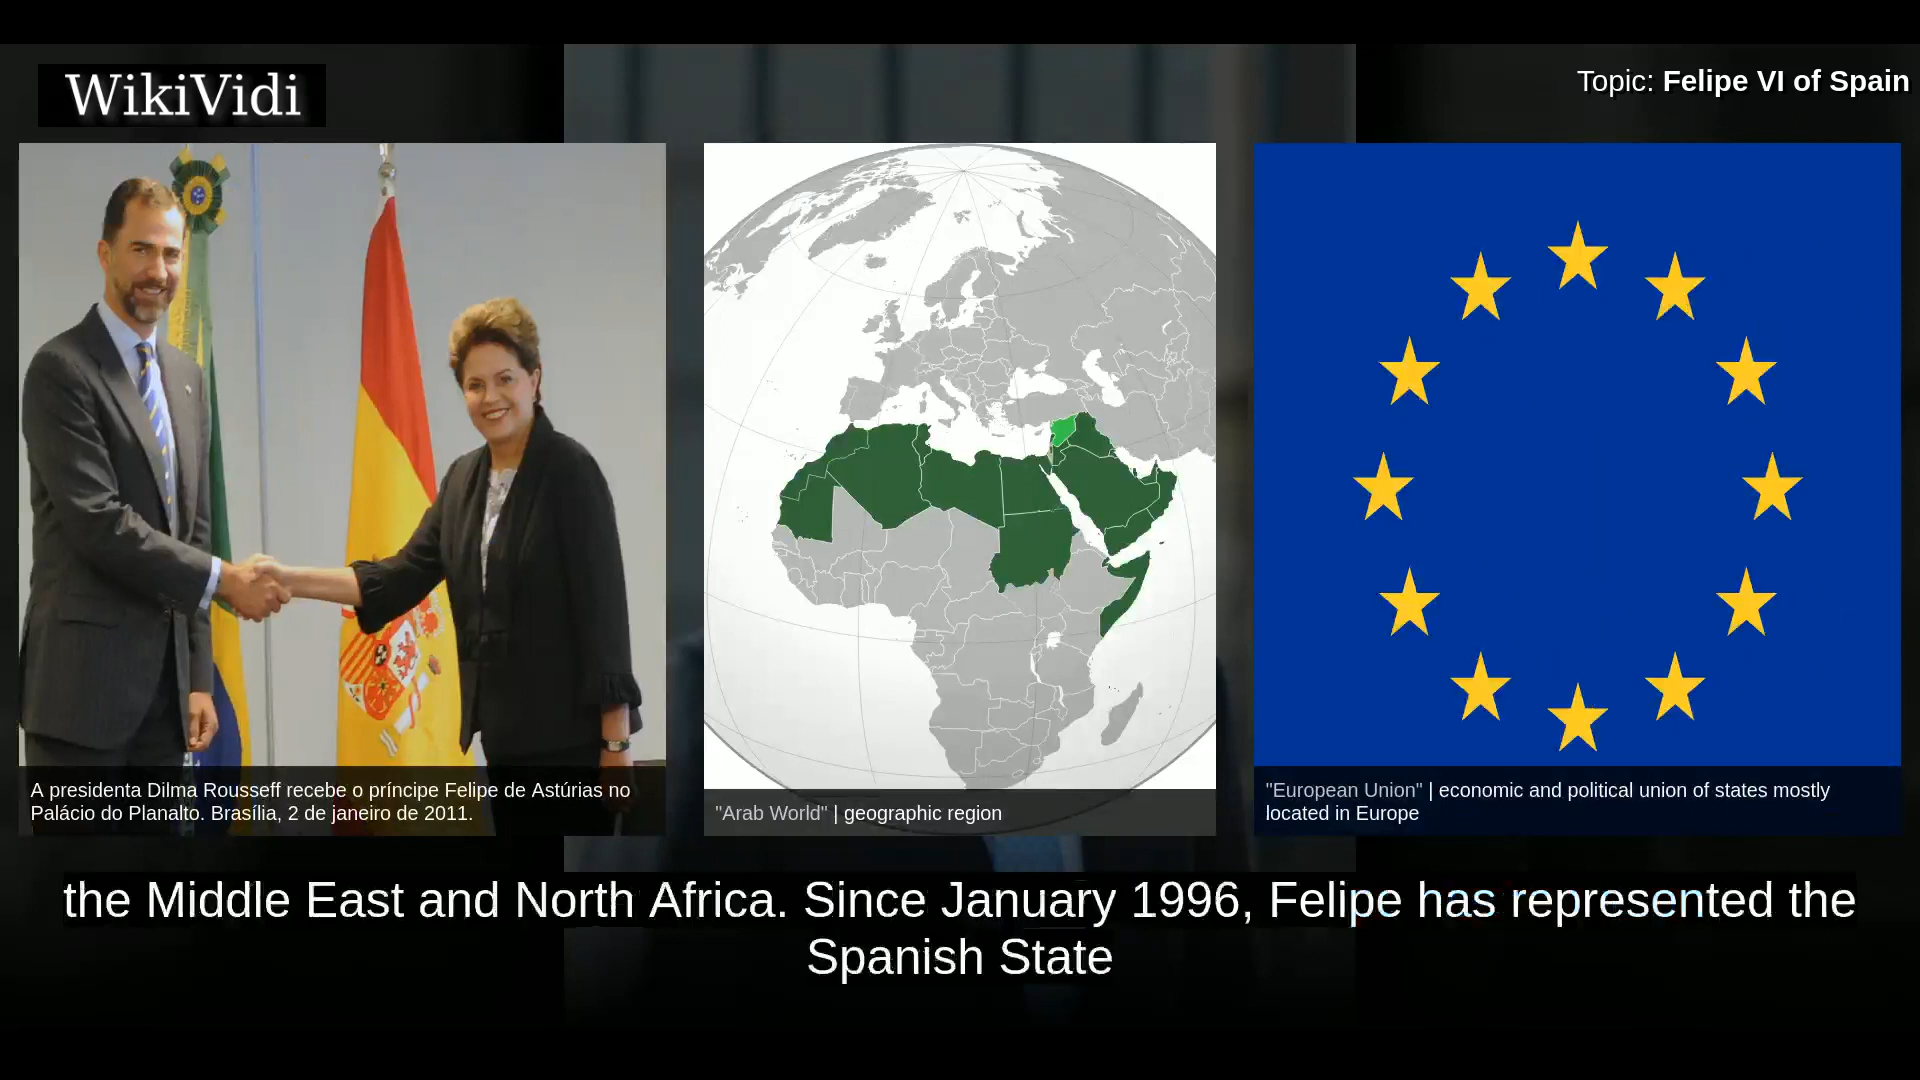 WikiVidi
Topic: Felipe VI of Spain
A presidenta Dilma Rousseff recebe o príncipe Felipe de Astúrias no
Palácio do Planalto. Brasília, 2 de janeiro de 2011.
"Arab World" | geographic region
"European Union" | economic and political union of states mostly
located in Europe
the Middle East and North Africa. Since January 1996, Felipe has represented the
Spanish State